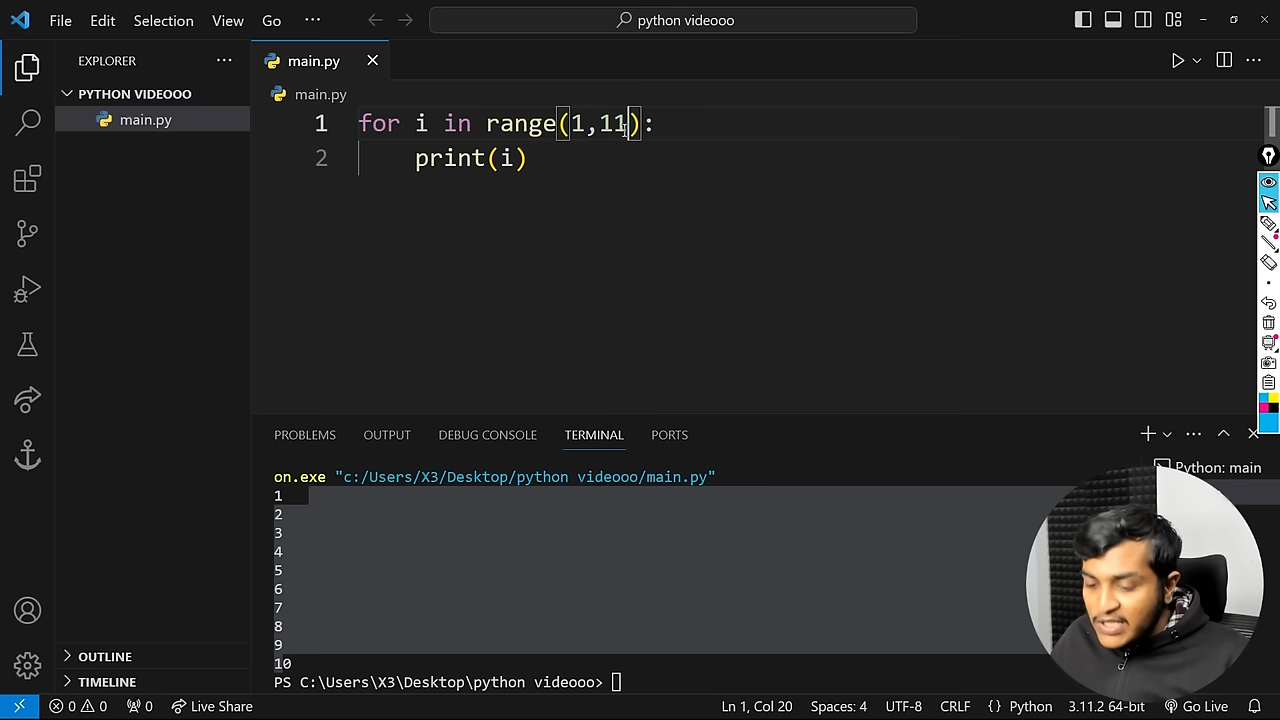 File Edit Selection View Go ··· python videooo
EXPLORER ···
PYTHON VIDEOOO
main.py
main.py
main.py
1 for i in range(1,11):
2 print(i)
PROBLEMS OUTPUT DEBUG CONSOLE TERMINAL PORTS
Python: main
on.exe "c:/Users/X3/Desktop/python videooo/main.py"
1
2
3
4
5
6
7
8
9
10
PS C:\Users\X3\Desktop\python videooo>
OUTLINE
TIMELINE
0 0 0 Live Share Ln 1, Col 20 Spaces: 4 UTF-8 CRLF {} Python 3.11.2 64-bit Go Live